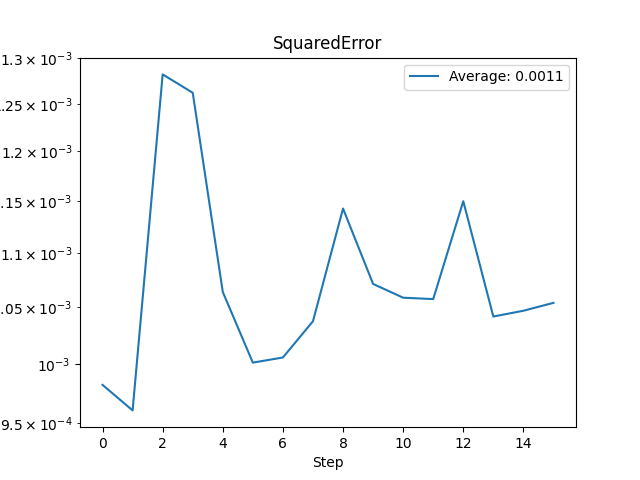 SquaredError
Average: 0.0011
1.3 × 10⁻³
.25 × 10⁻³
1.2 × 10⁻³
.15 × 10⁻³
1.1 × 10⁻³
.05 × 10⁻³
10⁻³
9.5 × 10⁻⁴
0 2 4 6 8 10 12 14
Step